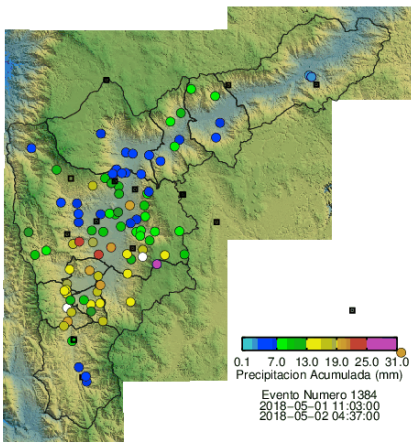 0.1 7.0 13.0 19.0 25.0 31.0
Precipitacion Acumulada (mm)
Evento Numero 1384
2018-05-01 11:03:00
2018-05-02 04:37:00